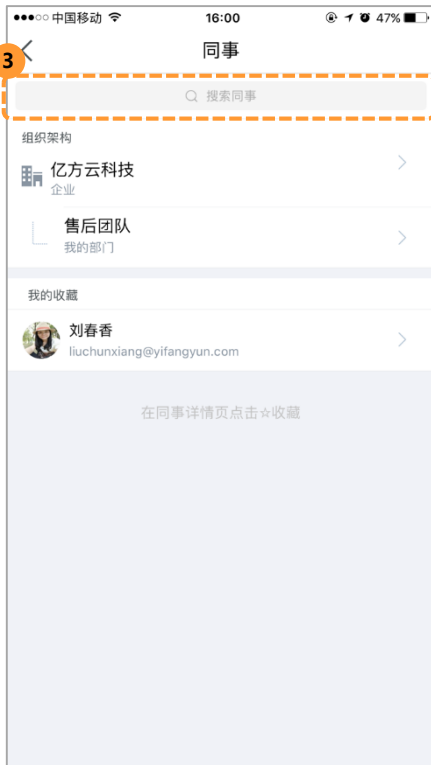 中国移动 16:00 47%
3
同事
搜索同事
组织架构
亿方云科技
企业
售后团队
我的部门
我的收藏
刘春香
liuchunxiang@yifangyun.com
在同事详情页点击☆收藏